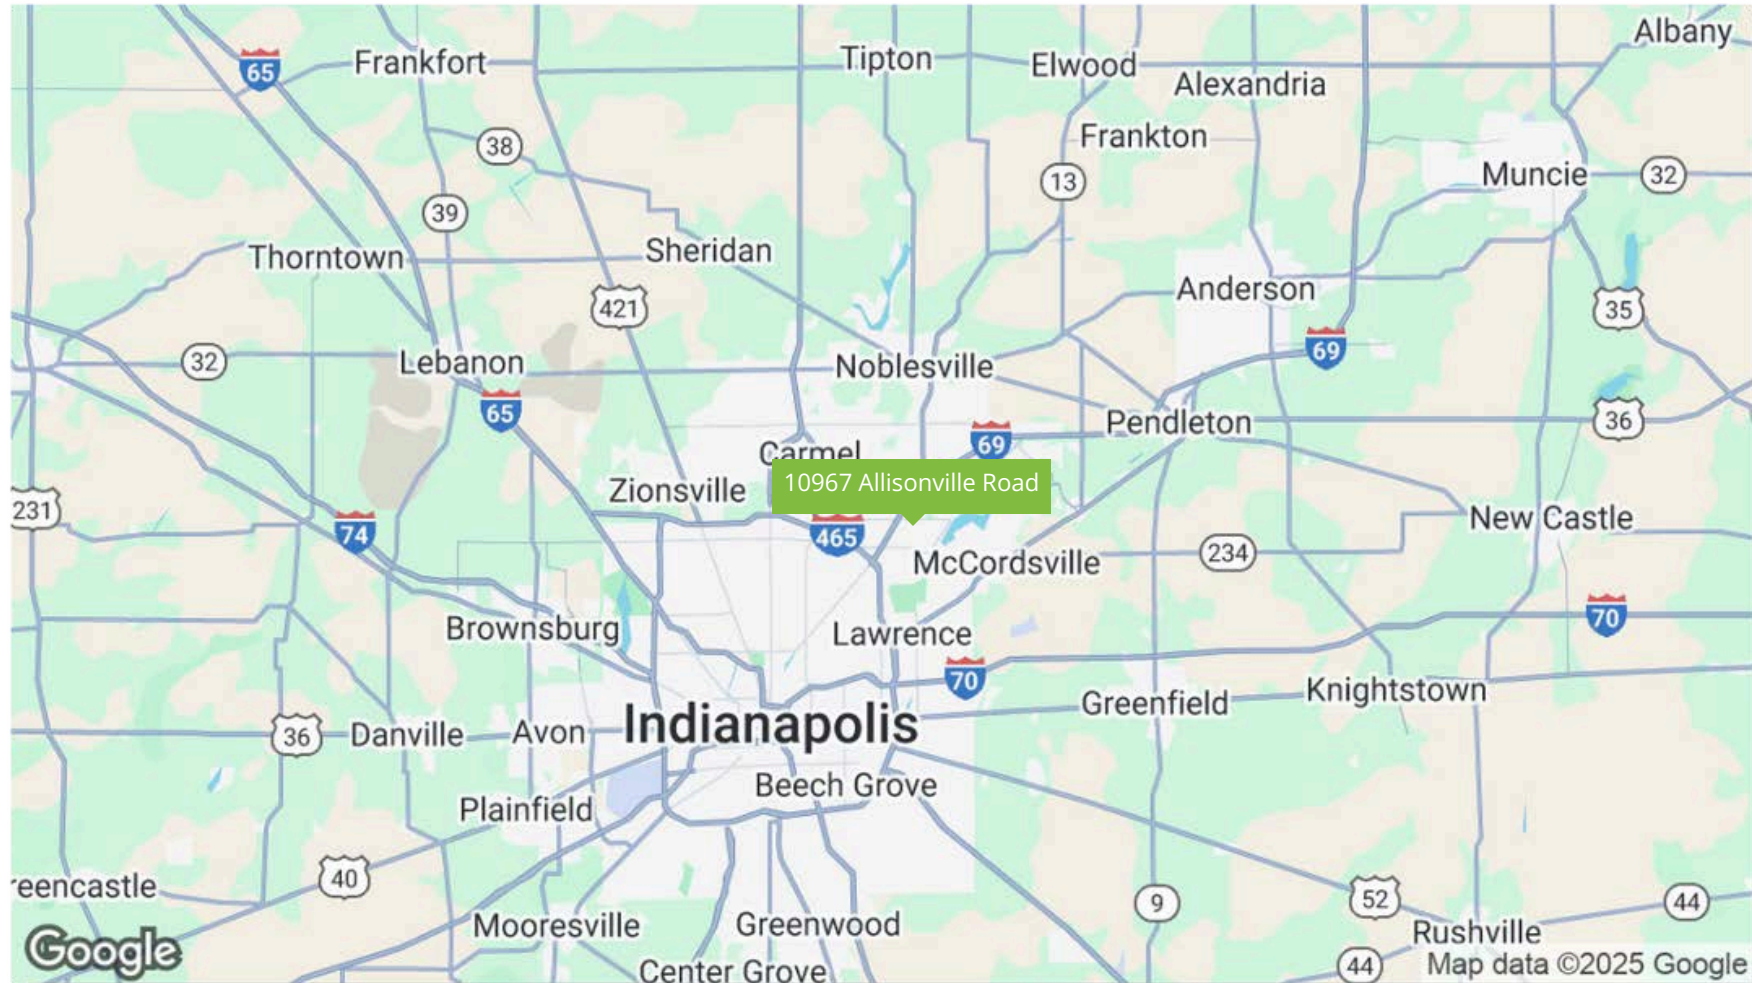 Albany
65
Frankfort
Tipton
Elwood
Alexandria
Frankton
38
13
Muncie
32
39
Thorntown
Sheridan
421
Anderson
35
32
Lebanon
Noblesville
69
65
Pendleton
36
69
Carmel
10967 Allisonville Road
Zionsville
231
74
465
New Castle
McCordsville
234
Brownsburg
Lawrence
70
70
Knightstown
Greenfield
Indianapolis
36
Danville
Avon
Beech Grove
Plainfield
40
reencastle
9
52
44
Mooresville
Greenwood
Rushville
Google
Center Grove
44
Map data ©2025 Google